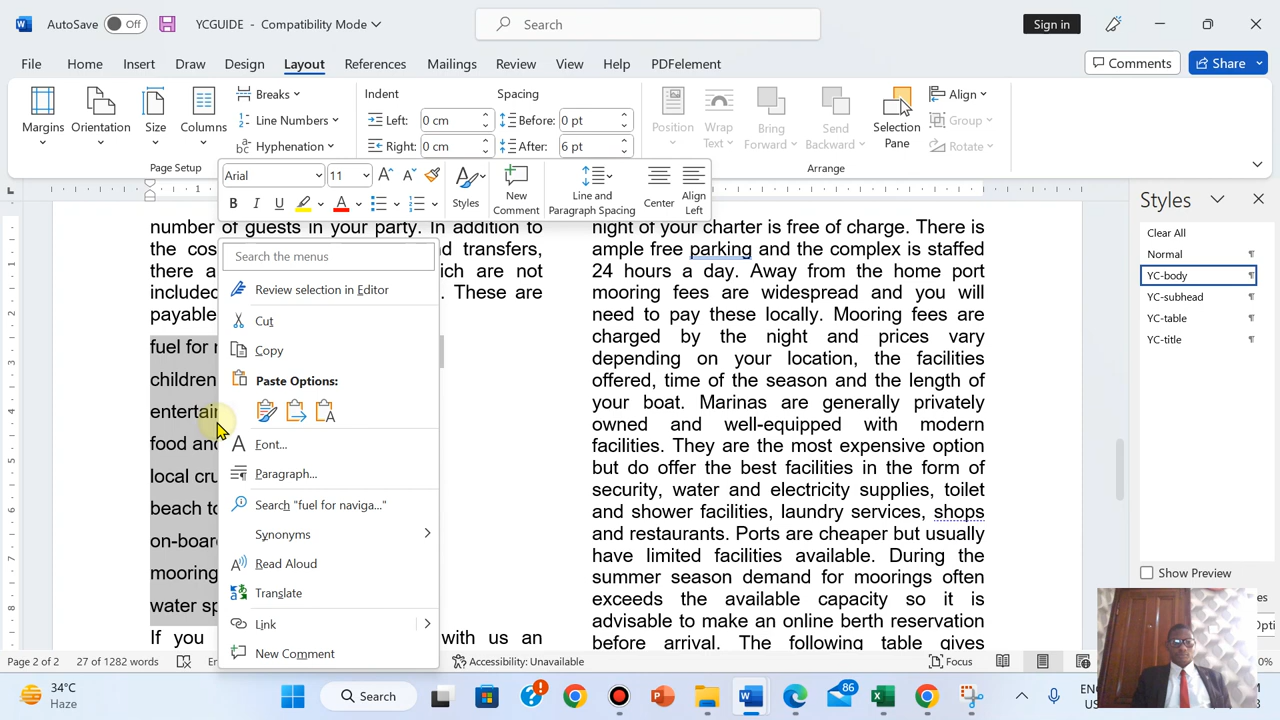 AutoSave Off YCGUIDE - Compatibility Mode Search Sign in
File Home Insert Draw Design Layout References Mailings Review View Help PDFelement Comments Share
Margins Orientation Size Columns Breaks Line Numbers Hyphenation
Page Setup
Indent Spacing
Left: 0 cm Before: 0 pt
Right: 0 cm After: 6 pt
Position Wrap Text Bring Forward Send Backward Selection Pane Align Group Rotate
Arrange
Arial 11
B I U A Styles New Comment Line and Paragraph Spacing Center Align Left
number of guests in your party. In addition to
the cos d transfers,
there a ich are not
included . These are
payable
fuel for r
children
entertain
food and
local cru
beach to
on-board
mooring
water sp
If you with us an
Search the menus
Review selection in Editor
Cut
Copy
Paste Options:
Font...
Paragraph...
Search "fuel for naviga..."
Synonyms
Read Aloud
Translate
Link
New Comment
night of your charter is free of charge. There is
ample free parking and the complex is staffed
24 hours a day. Away from the home port
mooring fees are widespread and you will
need to pay these locally. Mooring fees are
charged by the night and prices vary
depending on your location, the facilities
offered, time of the season and the length of
your boat. Marinas are generally privately
owned and well-equipped with modern
facilities. They are the most expensive option
but do offer the best facilities in the form of
security, water and electricity supplies, toilet
and shower facilities, laundry services, shops
and restaurants. Ports are cheaper but usually
have limited facilities available. During the
summer season demand for moorings often
exceeds the available capacity so it is
advisable to make an online berth reservation
before arrival. The following table gives
Styles
Clear All
Normal
YC-body
YC-subhead
YC-table
YC-title
Show Preview
Page 2 of 2 27 of 1282 words Accessibility: Unavailable Focus
34°C
Haze
Search
86
ENG
US